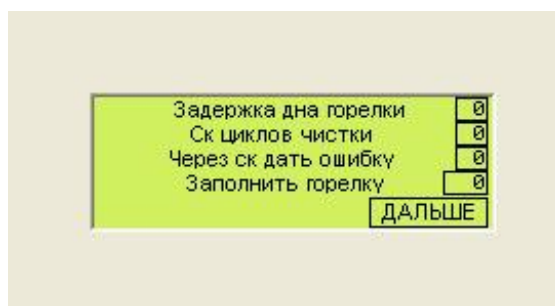 Задержка дна горелки 0
Ск циклов чистки 0
Через ск дать ошибку 0
Заполнить горелку 0
ДАЛЬШЕ